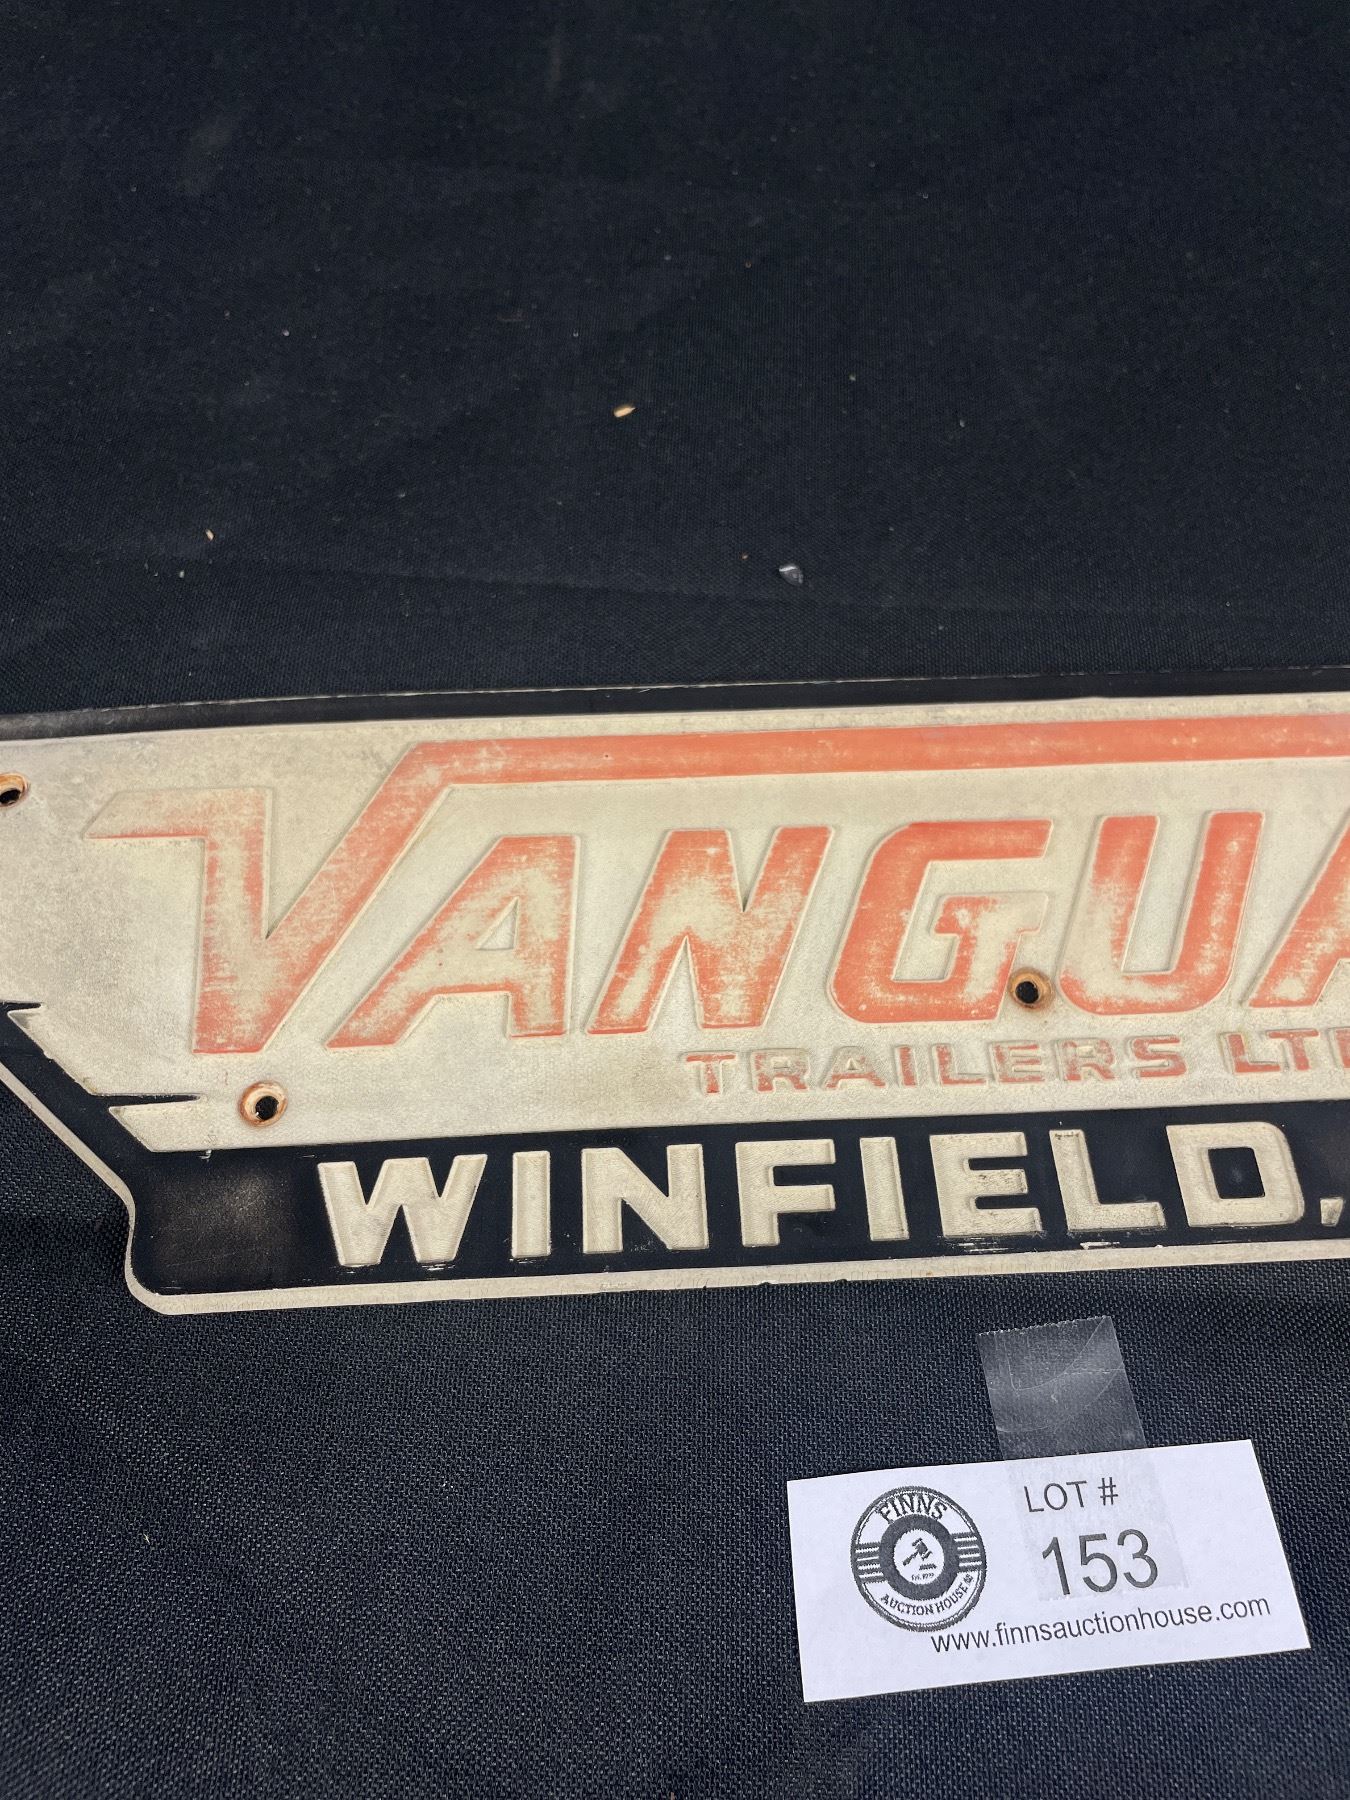 VANGUA
TRAILERS LT
WINFIELD,
FINNS
AUCTION HOUSE
LOT #
153
www.finnsauctionhouse.com